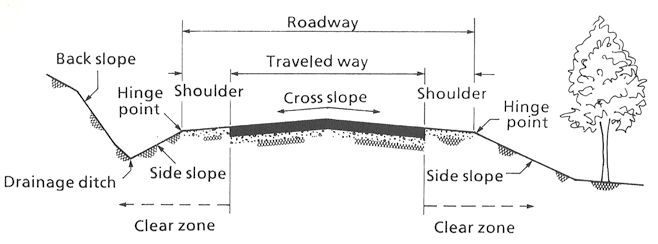 Roadway
Traveled way
Back slope
Hinge
point
Shoulder
Cross slope
Shoulder
Hinge
point
Drainage ditch
Side slope
Side slope
Clear zone
Clear zone